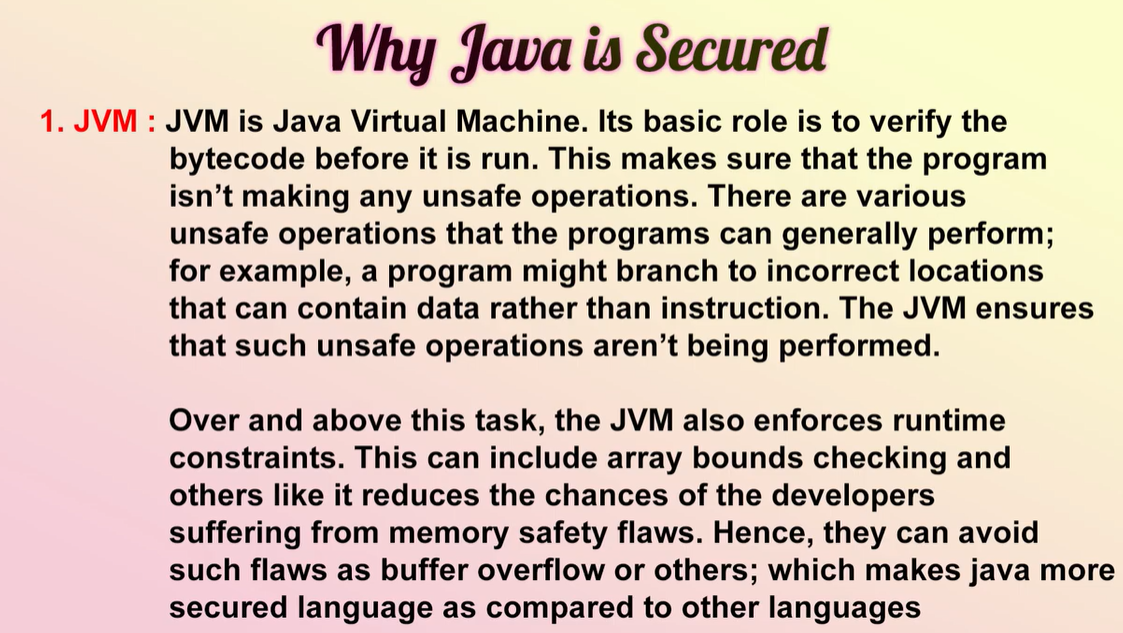 Why Java is Secured
1. JVM : JVM is Java Virtual Machine. Its basic role is to verify the
bytecode before it is run. This makes sure that the program
isn’t making any unsafe operations. There are various
unsafe operations that the programs can generally perform;
for example, a program might branch to incorrect locations
that can contain data rather than instruction. The JVM ensures
that such unsafe operations aren’t being performed.
Over and above this task, the JVM also enforces runtime
constraints. This can include array bounds checking and
others like it reduces the chances of the developers
suffering from memory safety flaws. Hence, they can avoid
such flaws as buffer overflow or others; which makes java more
secured language as compared to other languages